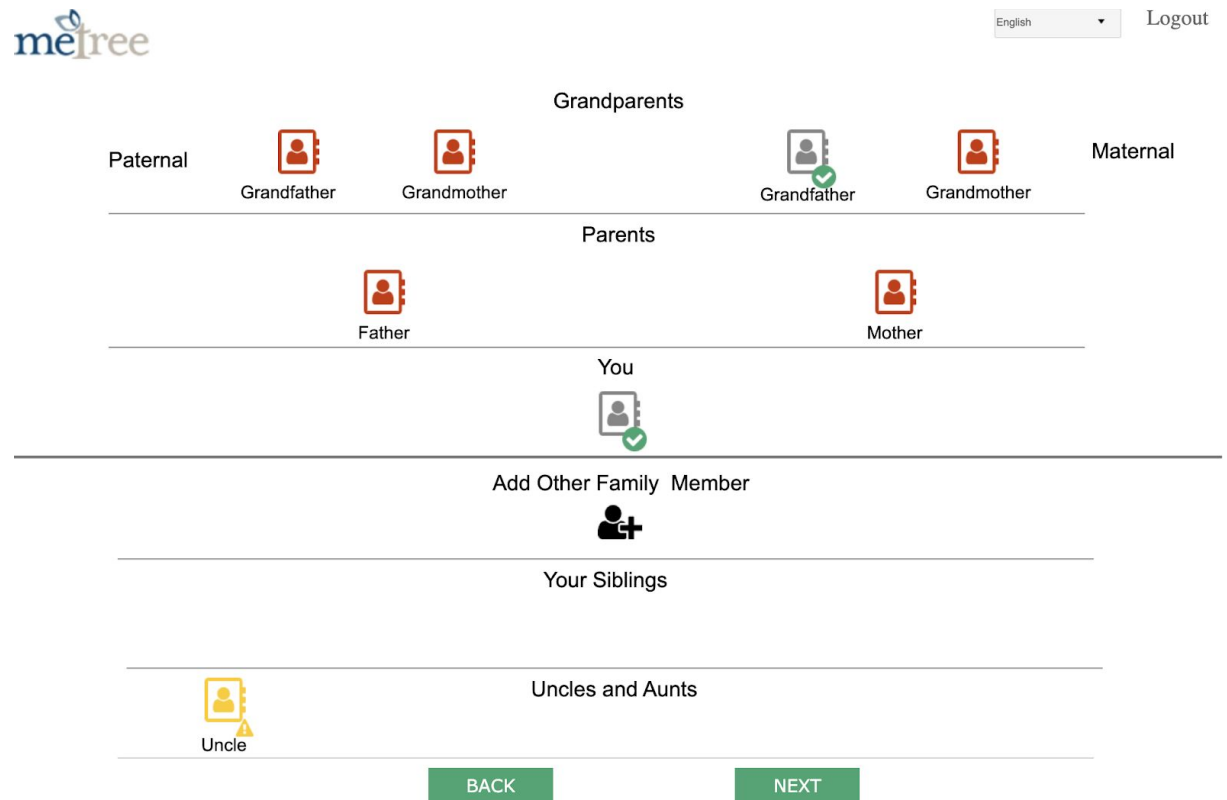 metree
English
Logout
Grandparents
Paternal
Maternal
Grandfather Grandmother Grandfather Grandmother
Parents
Father Mother
You
Add Other Family Member
Your Siblings
Uncles and Aunts
Uncle
BACK NEXT